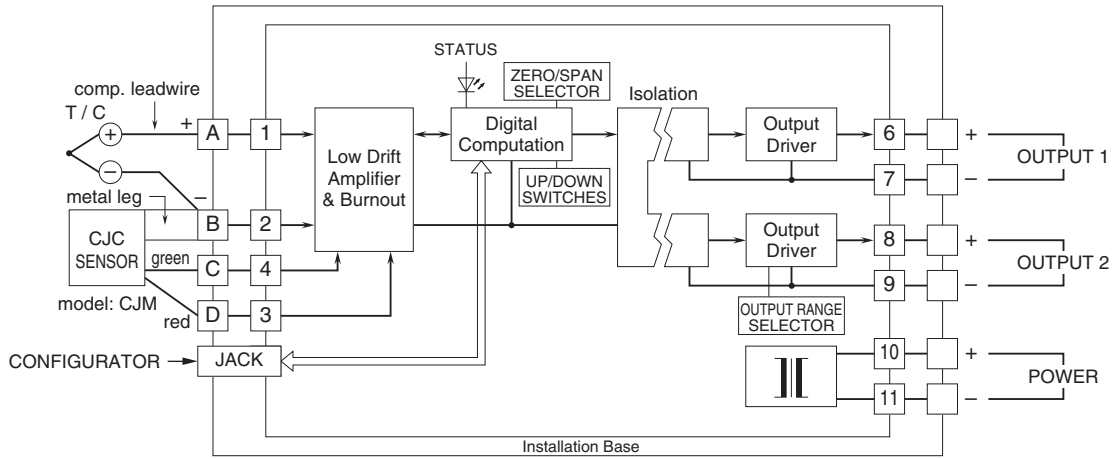 STATUS
ZERO/SPAN
SELECTOR
Isolation
comp. leadwire
T / C
+
+
A
1
Low Drift
Amplifier
& Burnout
Digital
Computation
Output
Driver
6
+
OUTPUT 1
7
–
UP/DOWN
SWITCHES
–
–
metal leg
B
2
CJC
SENSOR
green
C
4
model: CJM
red
D
3
Output
Driver
8
+
OUTPUT 2
9
–
OUTPUT RANGE
SELECTOR
CONFIGURATOR
JACK
10
+
POWER
11
–
Installation Base